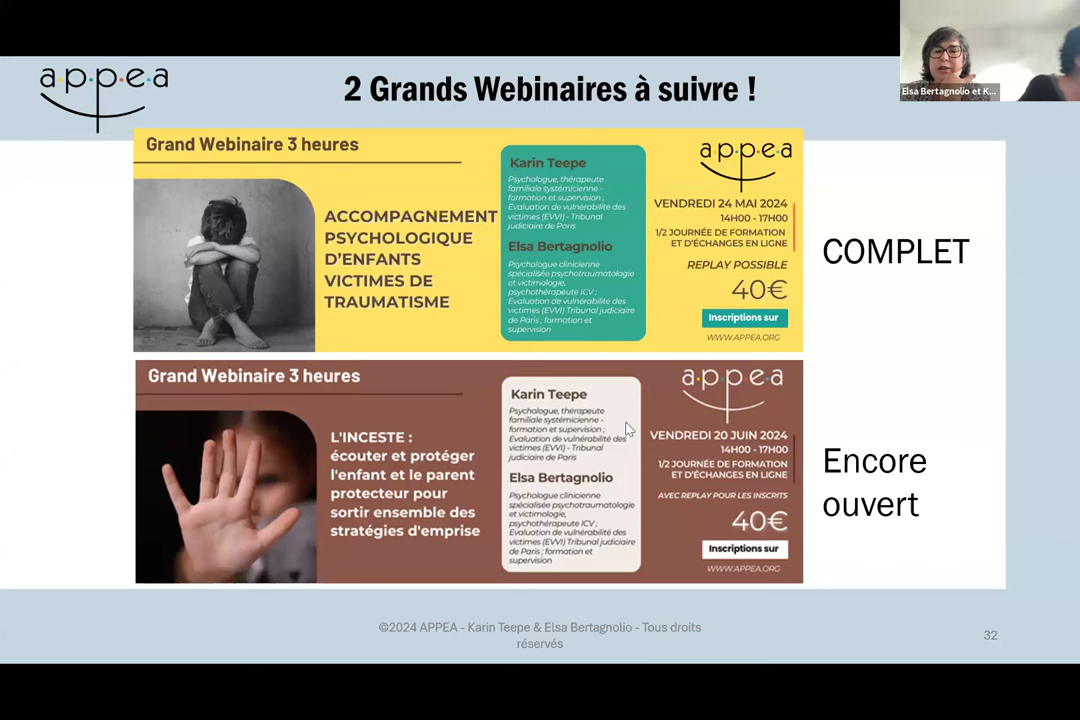 a·p·p·e·a
2 Grands Webinaires à suivre !
Elsa Bertagnolio et K...
Grand Webinaire 3 heures
ACCOMPAGNEMENT
PSYCHOLOGIQUE
D'ENFANTS
VICTIMES DE
TRAUMATISME
Karin Teepe
Psychologue, thérapeute
familiale systémicienne -
formation et supervision ;
Evaluation de vulnérabilité des
victimes (EVVI) - Tribunal
judiciaire de Paris
Elsa Bertagnolio
Psychologue clinicienne
spécialisée psychotraumatologie
et victimologie,
psychothérapeute ICV ;
Evaluation de vulnérabilité des
victimes (EVVI) Tribunal judiciaire
de Paris ; formation et
supervision
a·p·p·e·a
VENDREDI 24 MAI 2024
14H00 - 17H00
1/2 JOURNÉE DE FORMATION
ET D'ÉCHANGES EN LIGNE
REPLAY POSSIBLE
40€
Inscriptions sur
WWW.APPEA.ORG
COMPLET
Grand Webinaire 3 heures
L'INCESTE :
écouter et protéger
l'enfant et le parent
protecteur pour
sortir ensemble des
stratégies d'emprise
Karin Teepe
Psychologue, thérapeute
familiale systémicienne -
formation et supervision ;
Evaluation de vulnérabilité des
victimes (EVVI) - Tribunal
judiciaire de Paris
Elsa Bertagnolio
Psychologue clinicienne
spécialisée psychotraumatologie
et victimologie,
psychothérapeute ICV ;
Evaluation de vulnérabilité des
victimes (EVVI) Tribunal judiciaire
de Paris ; formation et
supervision
a·p·p·e·a
VENDREDI 20 JUIN 2024
14H00 - 17H00
1/2 JOURNÉE DE FORMATION
ET D'ÉCHANGES EN LIGNE
AVEC REPLAY POUR LES INSCRITS
40€
Inscriptions sur
WWW.APPEA.ORG
Encore
ouvert
©2024 APPEA - Karin Teepe & Elsa Bertagnolio - Tous droits
réservés
32